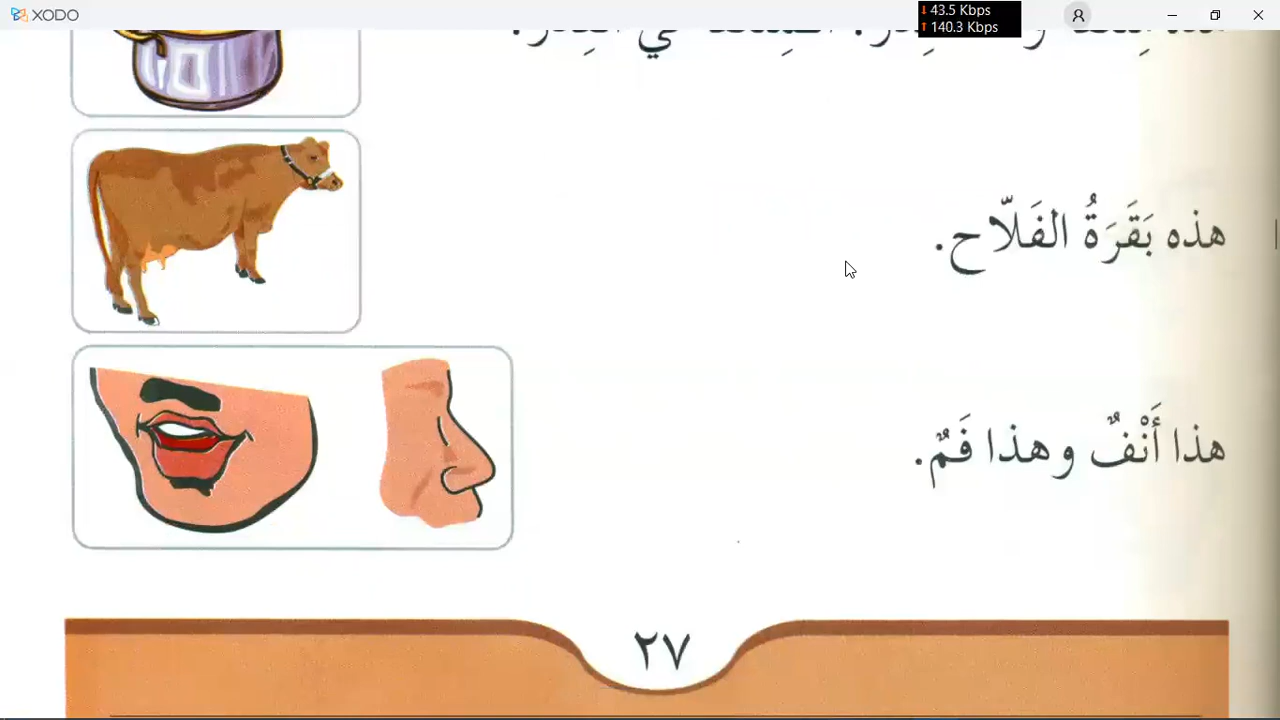 XODO
43.5 Kbps
140.3 Kbps
هذه بَقَرَةُ الفَلّاح.
هذا أَنْفٌ وهذا فَمٌ.
٢٧